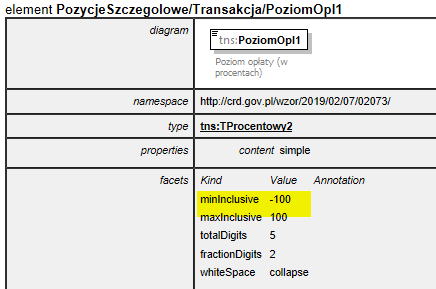 element PozycjeSzczegolowe/Transakcja/PoziomOpl1
diagram
tns:PoziomOpl1
Poziom opłaty (w
procentach)
namespace http://crd.gov.pl/wzor/2019/02/07/02073/
type tns:TProcentowy2
properties content simple
facets Kind Value Annotation
minInclusive -100
maxInclusive 100
totalDigits 5
fractionDigits 2
whiteSpace collapse